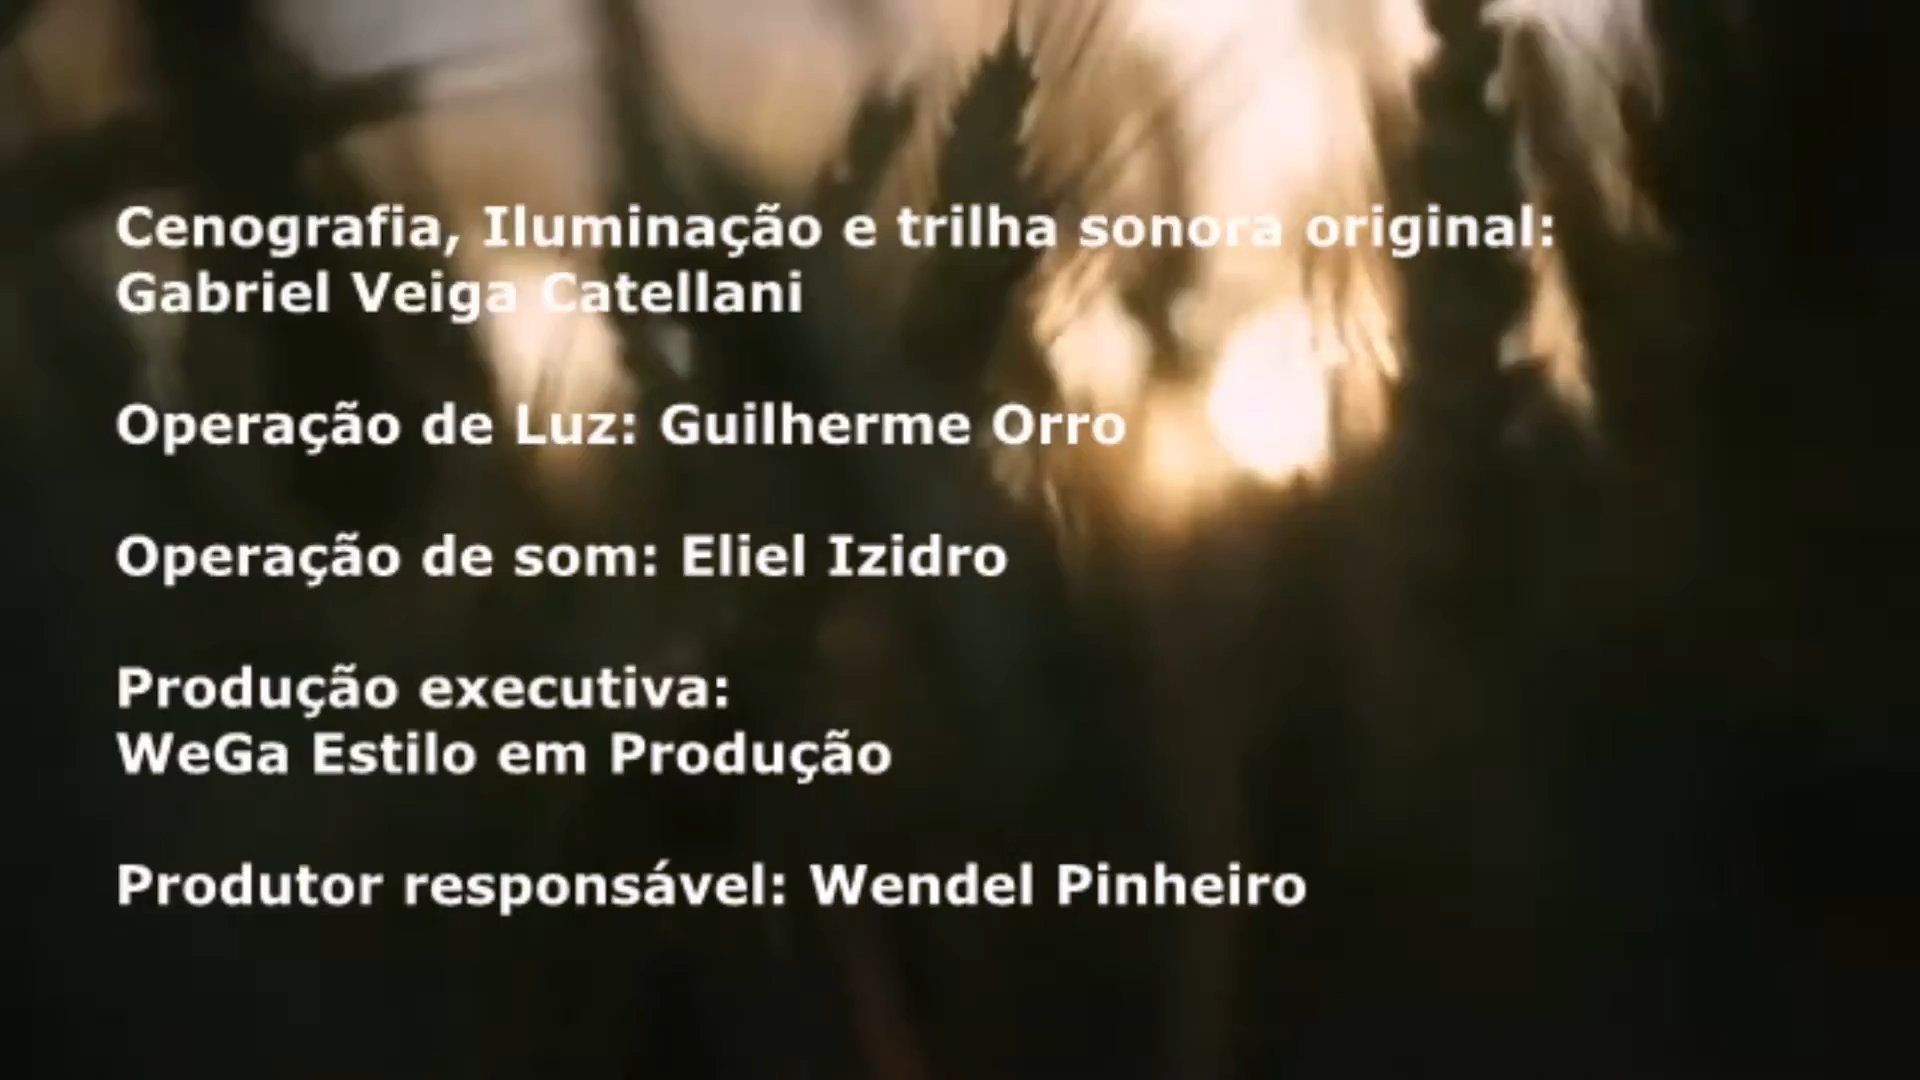 Cenografia, Iluminação e trilha sonora original:
Gabriel Veiga Catellani
Operação de Luz: Guilherme Orro
Operação de som: Eliel Izidro
Produção executiva:
WeGa Estilo em Produção
Produtor responsável: Wendel Pinheiro